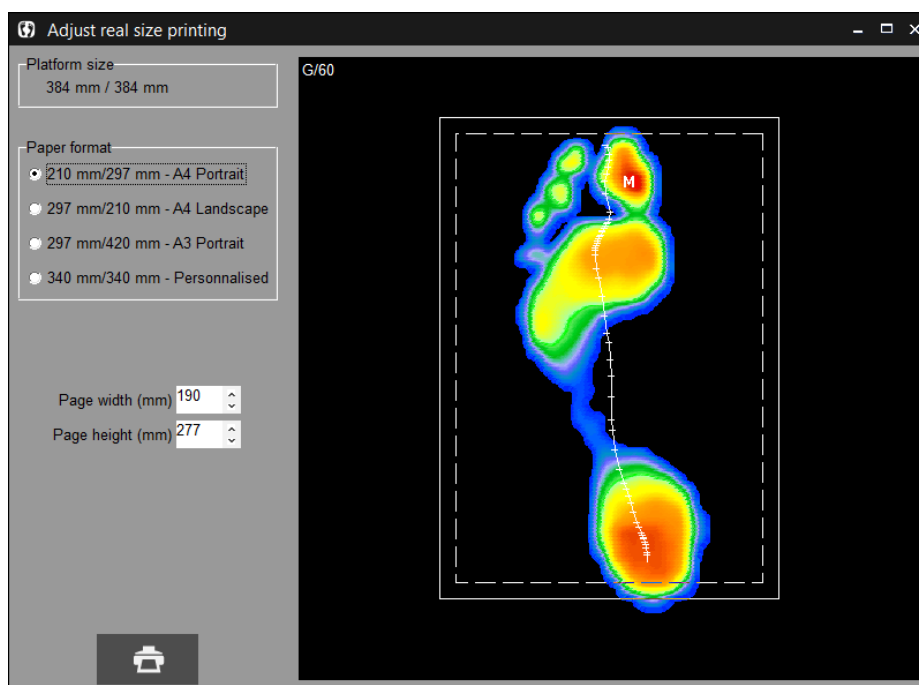 Adjust real size printing
Platform size
384 mm / 384 mm
G/60
Paper format
210 mm/297 mm - A4 Portrait
297 mm/210 mm - A4 Landscape
297 mm/420 mm - A3 Portrait
340 mm/340 mm - Personnalised
M
Page width (mm) 190
Page height (mm) 277